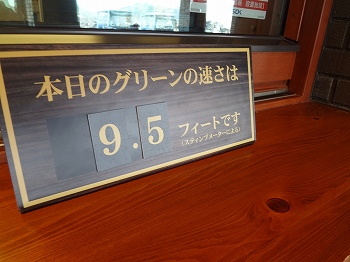 本日のグリーンの速さは
9.5 フィートです
(スティンプメーターによる)